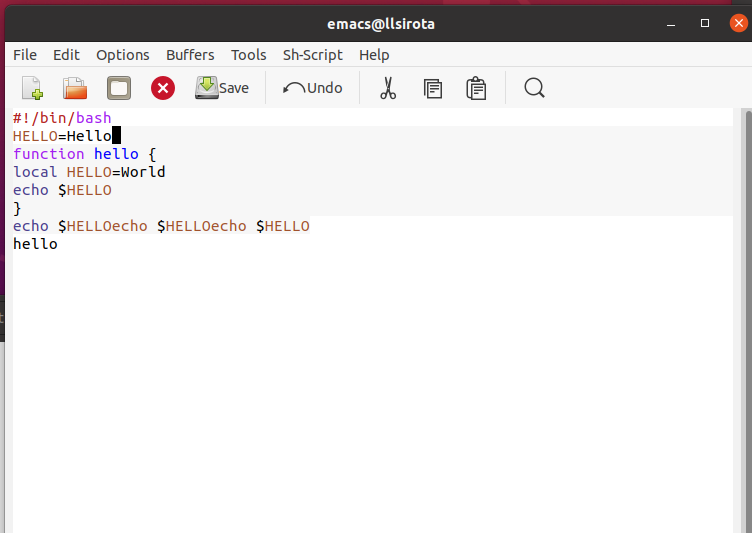 emacs@llsirota
File Edit Options Buffers Tools Sh-Script Help
Save Undo
#!/bin/bash
HELLO=Hello
function hello {
local HELLO=World
echo $HELLO
}
echo $HELLOecho $HELLOecho $HELLO
hello